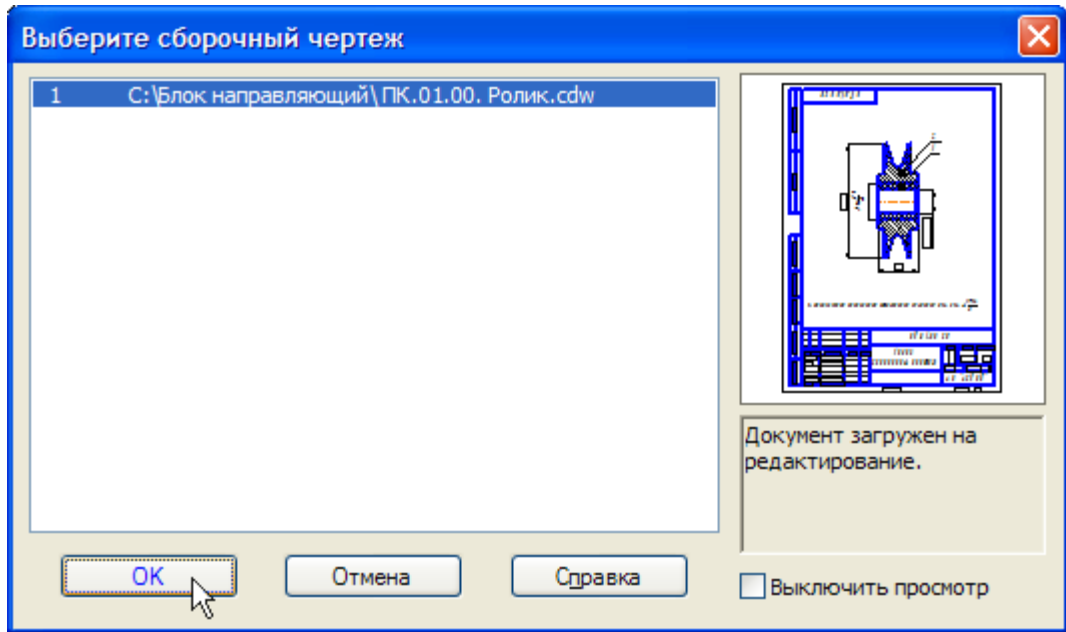 Выберите сборочный чертеж
1 C:\Блок направляющий\ПК.01.00. Ролик.cdw
Документ загружен на
редактирование.
OK Отмена Справка
Выключить просмотр